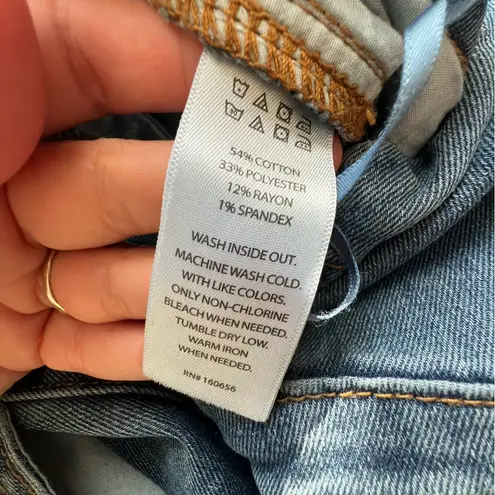 54% COTTON
33% POLYESTER
12% RAYON
1% SPANDEX
WASH INSIDE OUT.
MACHINE WASH COLD.
WITH LIKE COLORS.
ONLY NON-CHLORINE
BLEACH WHEN NEEDED.
TUMBLE DRY LOW.
WARM IRON
WHEN NEEDED.
RN# 160656